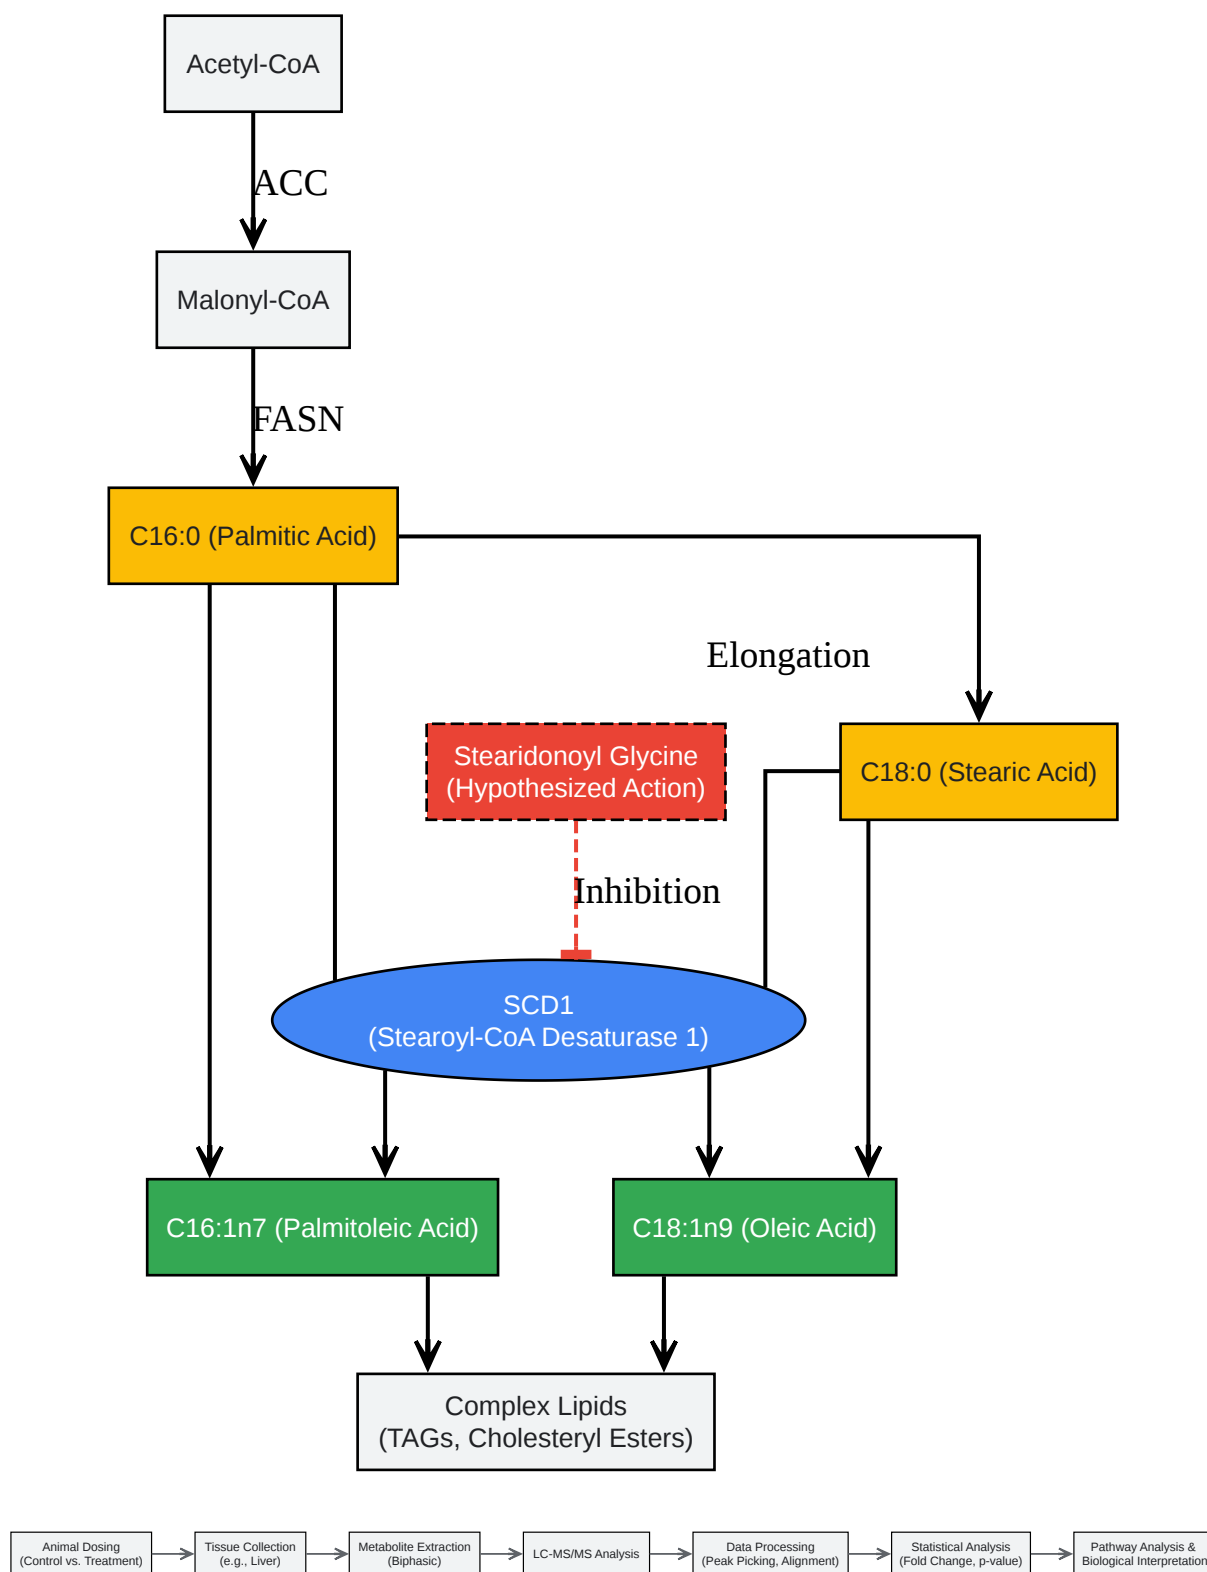 Acetyl-CoA
ACC
Malonyl-CoA
FASN
C16:0 (Palmitic Acid)
Elongation
Stearidonoyl Glycine
(Hypothesized Action)
C18:0 (Stearic Acid)
Inhibition
SCD1
(Stearoyl-CoA Desaturase 1)
C16:1n7 (Palmitoleic Acid)
C18:1n9 (Oleic Acid)
Complex Lipids
(TAGs, Cholesteryl Esters)
Animal Dosing
(Control vs. Treatment)
Tissue Collection
(e.g., Liver)
Metabolite Extraction
(Biphasic)
LC-MS/MS Analysis
Data Processing
(Peak Picking, Alignment)
Statistical Analysis
(Fold Change, p-value)
Pathway Analysis &
Biological Interpretation